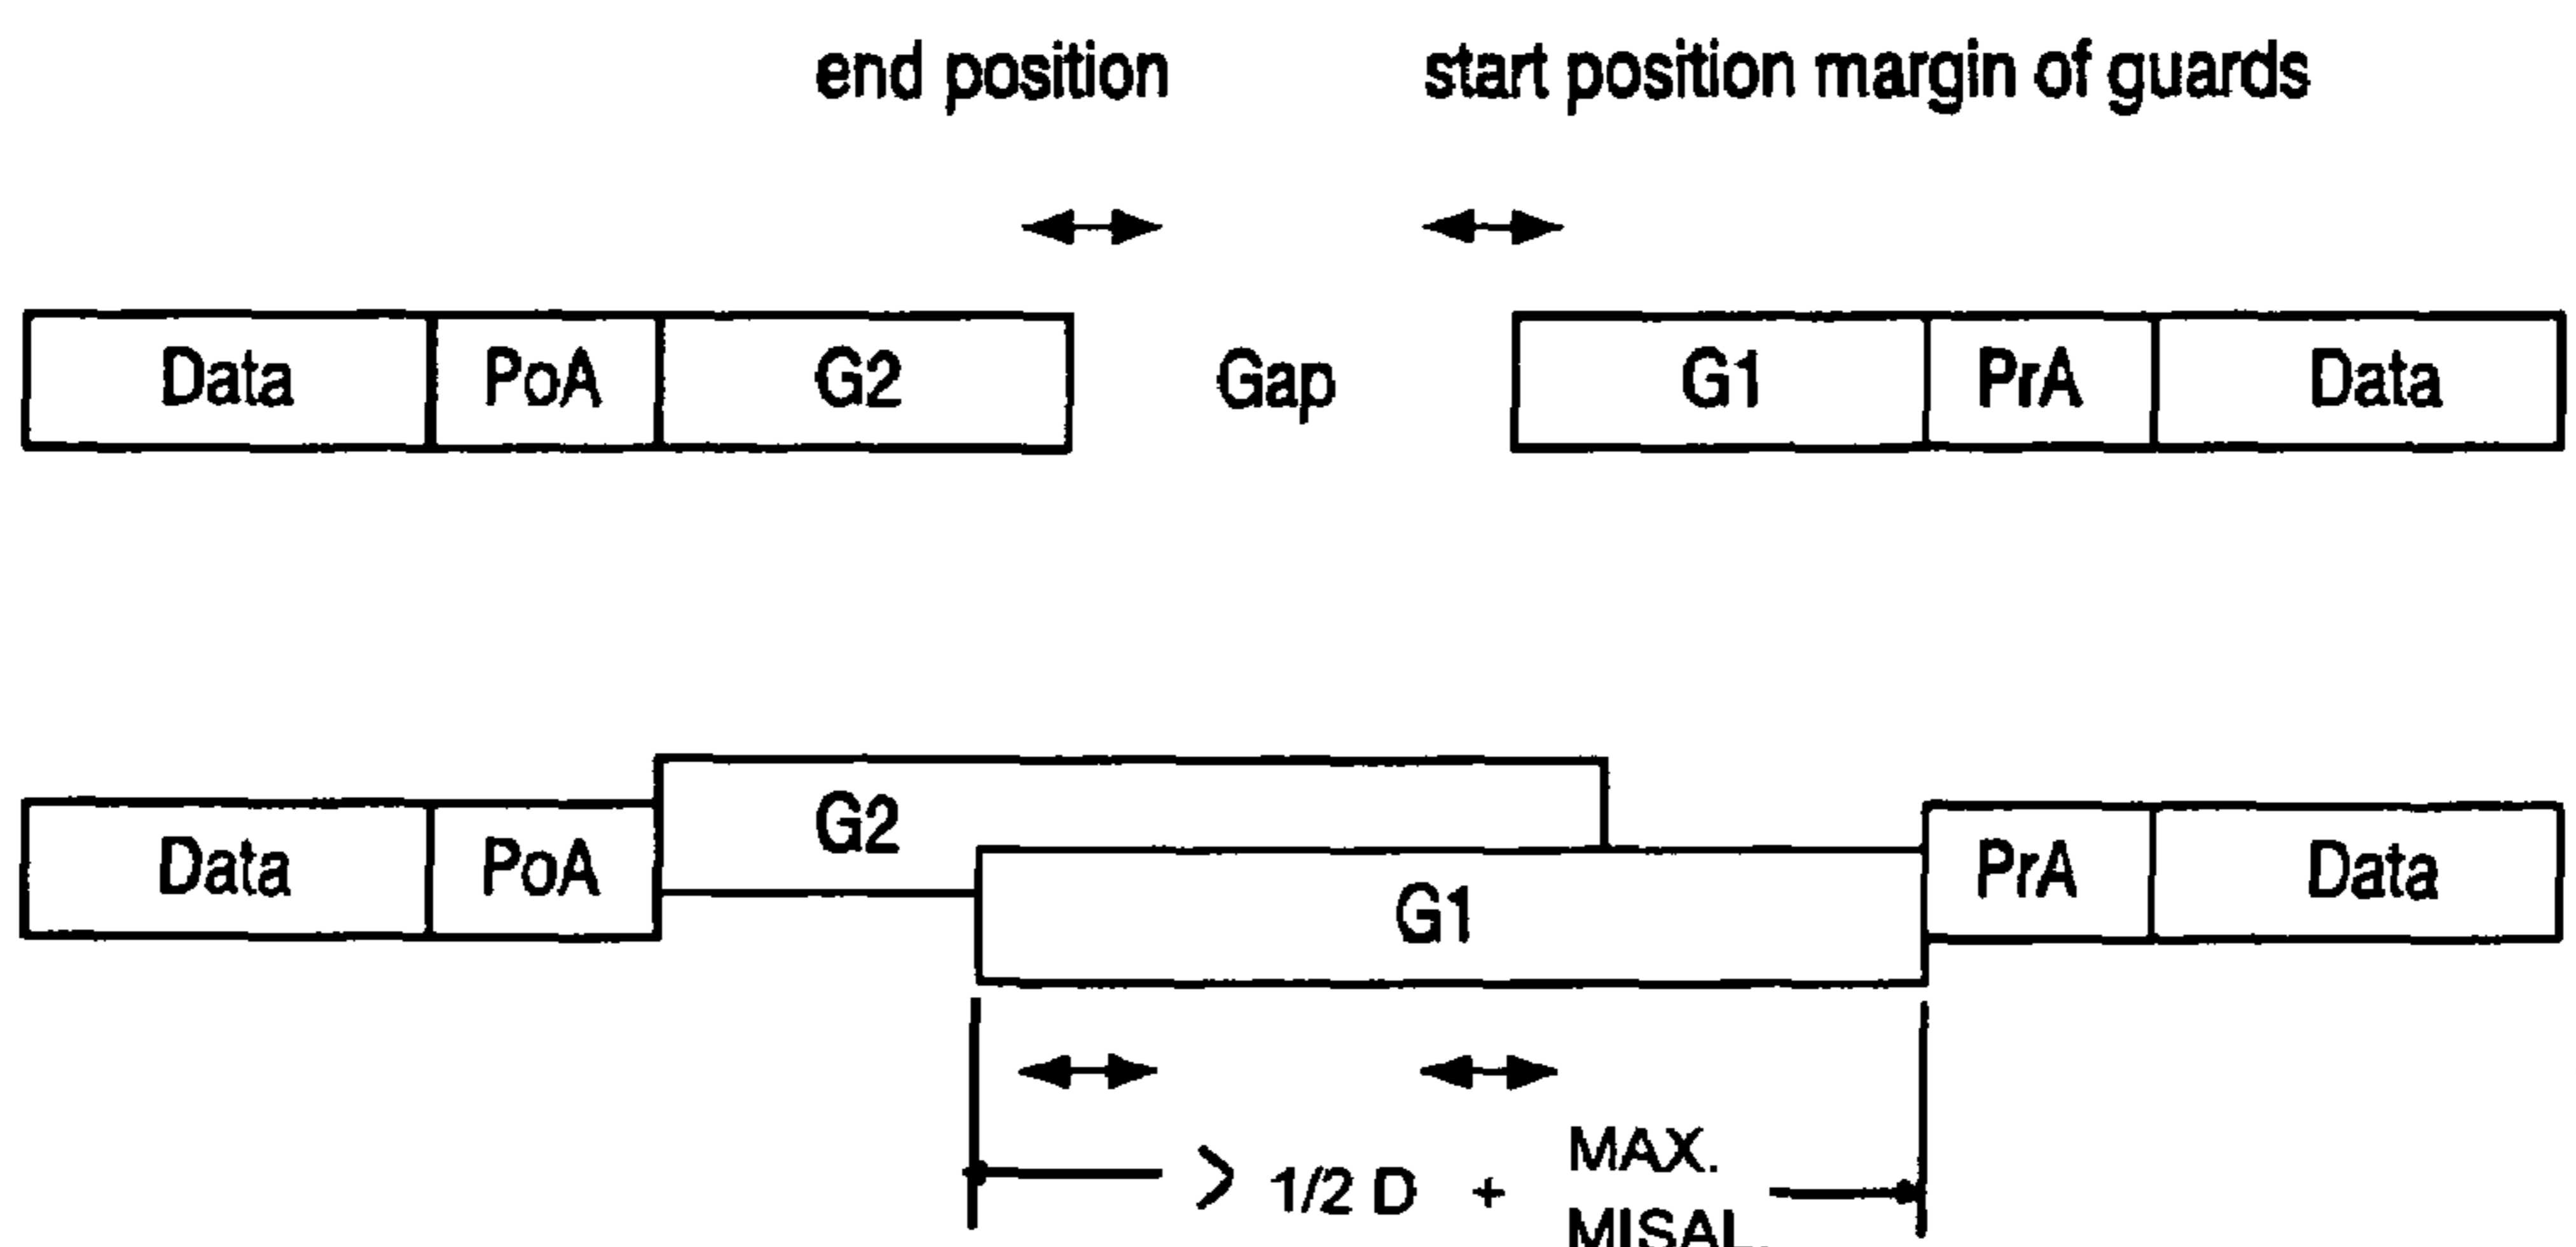 end position start position margin of guards
Data PoA G2 Gap G1 PrA Data
G2
Data PoA G1 PrA Data
> 1/2 D + MAX.
MISAL.